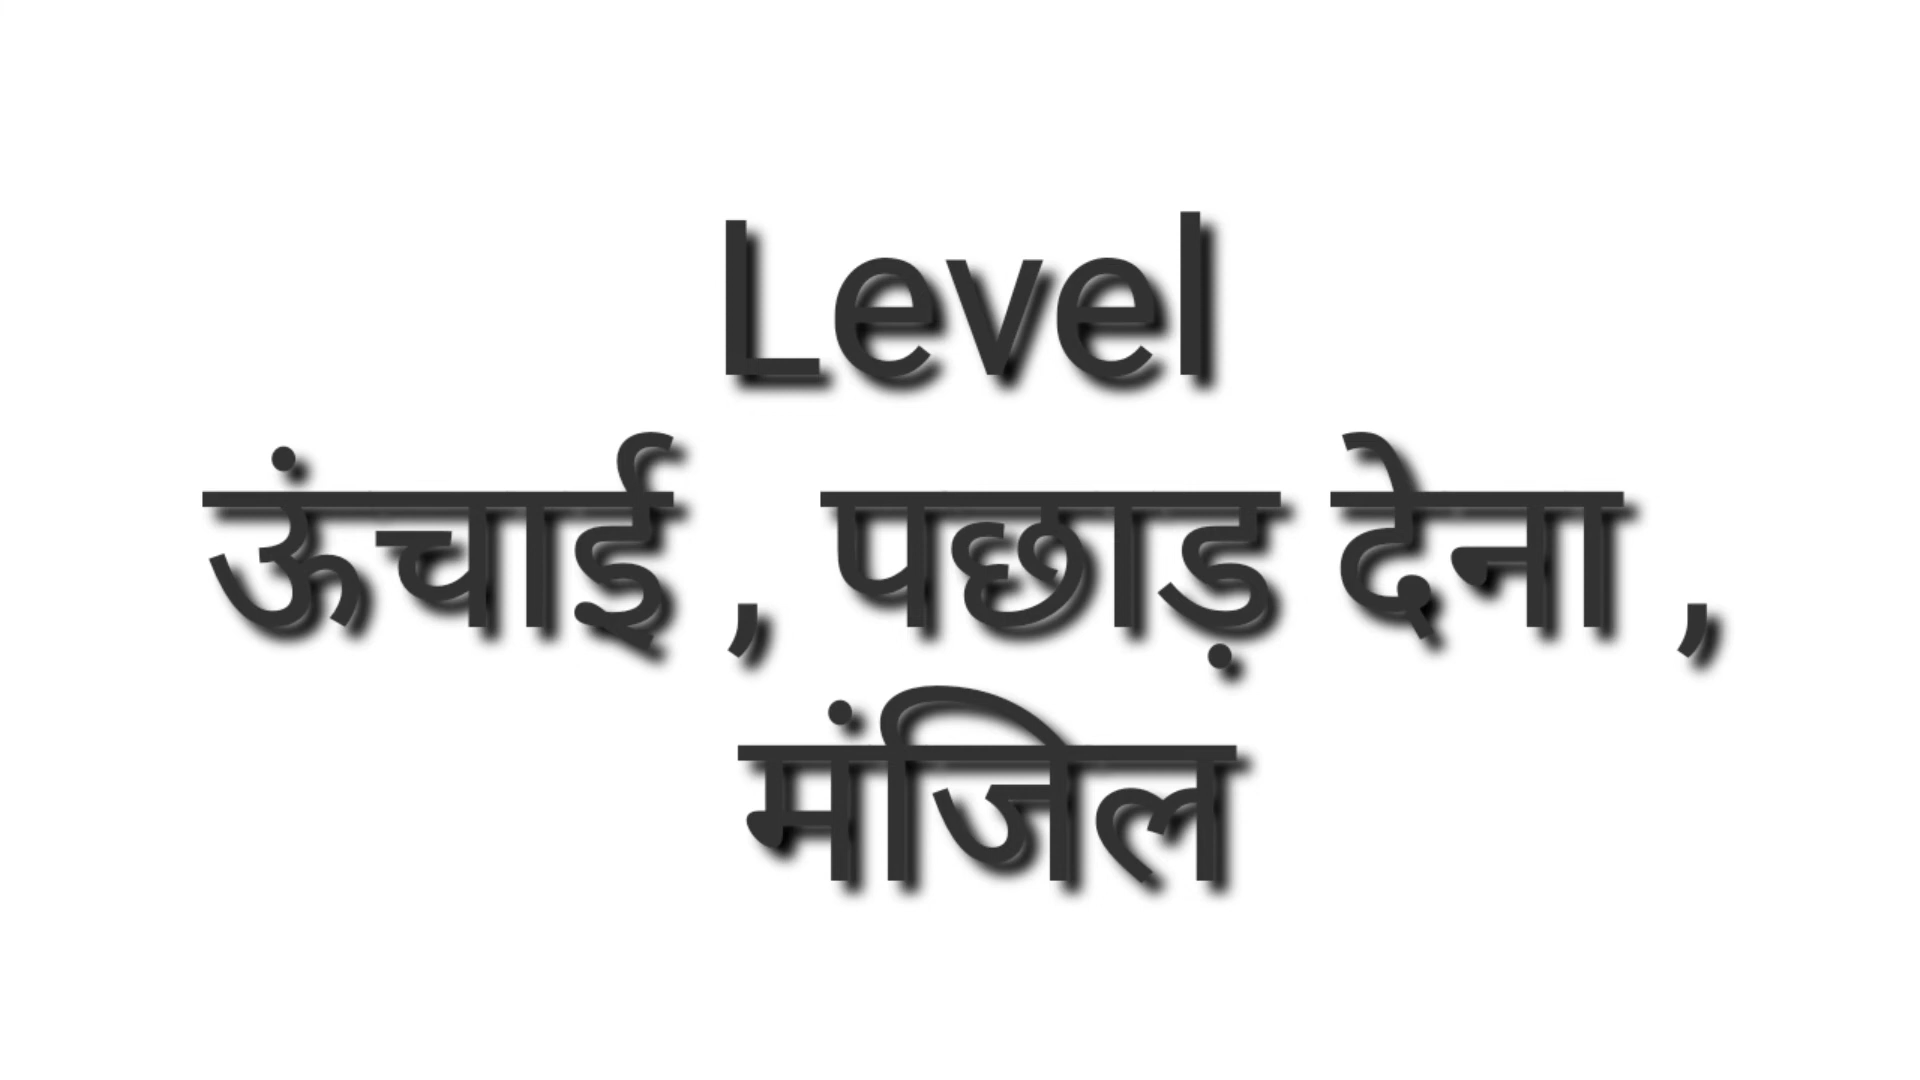 Level
ऊंचाई , पछाड़ देना ,
मंजिल